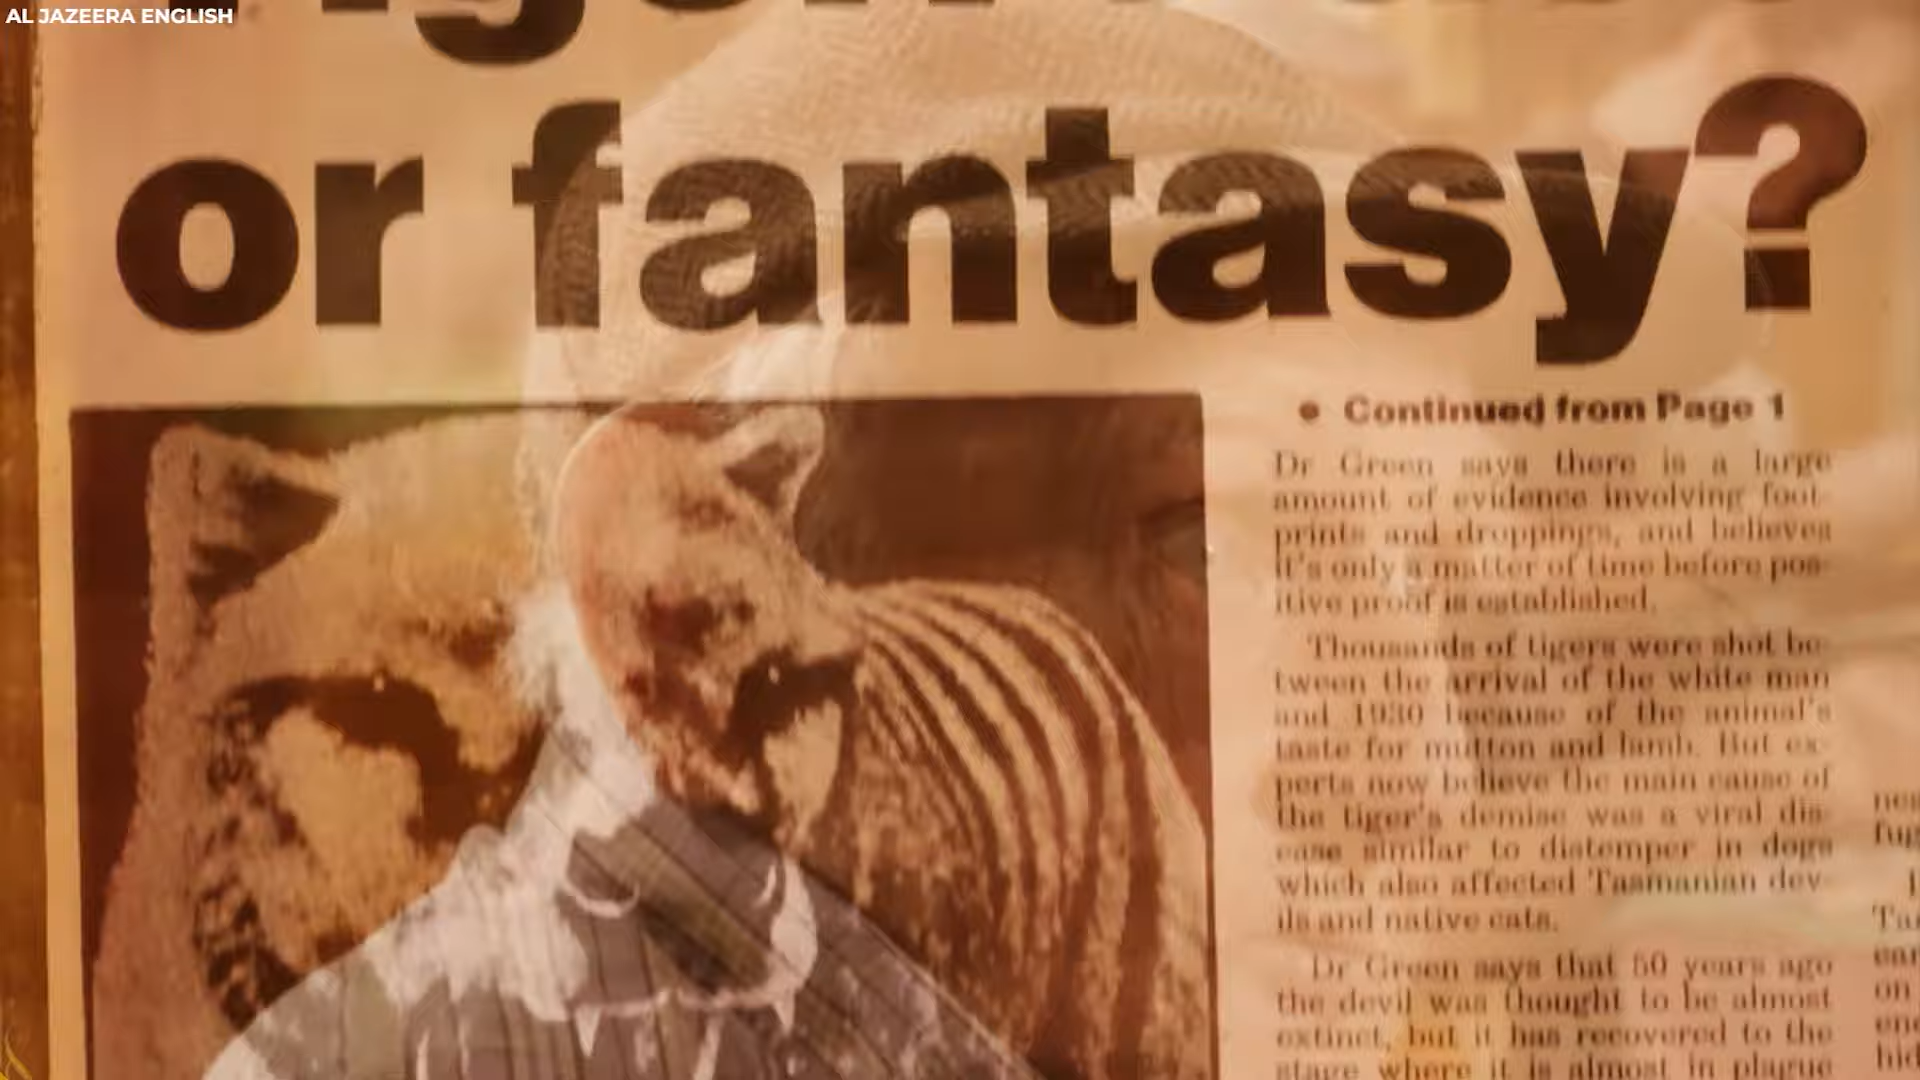 AL JAZEERA ENGLISH
or fantasy?
• Continued from Page 1
Dr Green says there is a large
amount of evidence involving foot-
prints and droppings, and believes
it's only a matter of time before pos-
itive proof is established.
Thousands of tigers were shot be-
tween the arrival of the white man
and 1930 because of the animal's
taste for mutton and lamb. But ex-
perts now believe the main cause of
the tiger's demise was a viral dis-
ease similar to distemper in dogs
which also affected Tasmanian dev-
ils and native cats.
Dr Green says that 50 years ago
the devil was thought to be almost
extinct, but it has recovered to the
stage where it is almost in plague